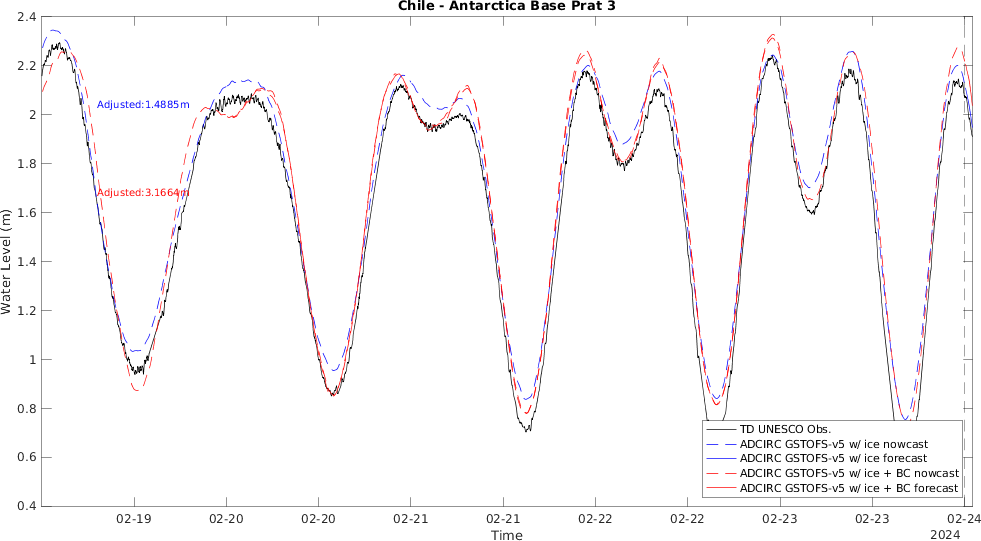 Chile - Antarctica Base Prat 3
2.4
2.2
2
1.8
1.6
1.4
1.2
1
0.8
0.6
0.4
Water Level (m)
Adjusted:1.4885m
Adjusted:3.1664m
TD UNESCO Obs.
ADCIRC GSTOFS-v5 w/ ice nowcast
ADCIRC GSTOFS-v5 w/ ice forecast
ADCIRC GSTOFS-v5 w/ ice + BC nowcast
ADCIRC GSTOFS-v5 w/ ice + BC forecast
02-19 02-20 02-20 02-21 02-21 02-22 02-22 02-23 02-23 02-24
Time
2024